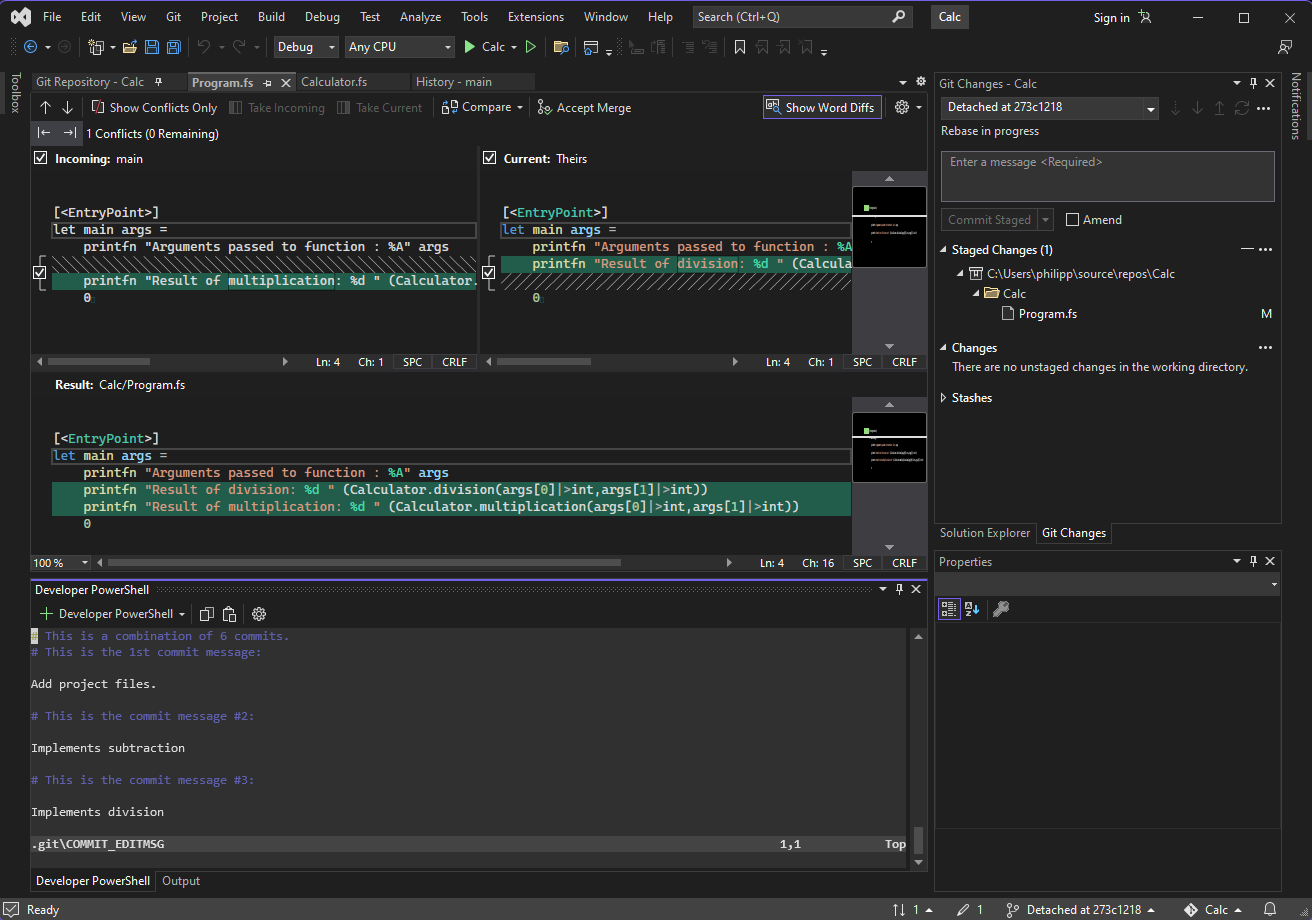 File Edit View Git Project Build Debug Test Analyze Tools Extensions Window Help Search (Ctrl+Q) Calc Sign in
Debug Any CPU Calc
Toolbox
Git Repository - Calc Program.fs Calculator.fs History - main
Show Conflicts Only Take Incoming Take Current Compare Accept Merge Show Word Diffs
1 Conflicts (0 Remaining)
Incoming: main
[<EntryPoint>]
let main args =
printfn "Arguments passed to function : %A" args
printfn "Result of multiplication: %d " (Calculator.
0
Ln: 4 Ch: 1 SPC CRLF
Current: Theirs
[<EntryPoint>]
let main args =
printfn "Arguments passed to function : %A
printfn "Result of division: %d " (Calcula
0
Ln: 4 Ch: 1 SPC CRLF
Result: Calc/Program.fs
[<EntryPoint>]
let main args =
printfn "Arguments passed to function : %A" args
printfn "Result of division: %d " (Calculator.division(args[0]|>int,args[1]|>int))
printfn "Result of multiplication: %d " (Calculator.multiplication(args[0]|>int,args[1]|>int))
0
100 % Ln: 4 Ch: 16 SPC CRLF
Developer PowerShell
Developer PowerShell
# This is a combination of 6 commits.
# This is the 1st commit message:
Add project files.
# This is the commit message #2:
Implements subtraction
# This is the commit message #3:
Implements division
.git\COMMIT_EDITMSG 1,1 Top
Developer PowerShell Output
Git Changes - Calc
Detached at 273c1218
Rebase in progress
Enter a message <Required>
Commit Staged Amend
Staged Changes (1)
C:\Users\philipp\source\repos\Calc
Calc
Program.fs M
Changes
There are no unstaged changes in the working directory.
Stashes
Solution Explorer Git Changes
Properties
Notifications
Ready 1 1 Detached at 273c1218 Calc